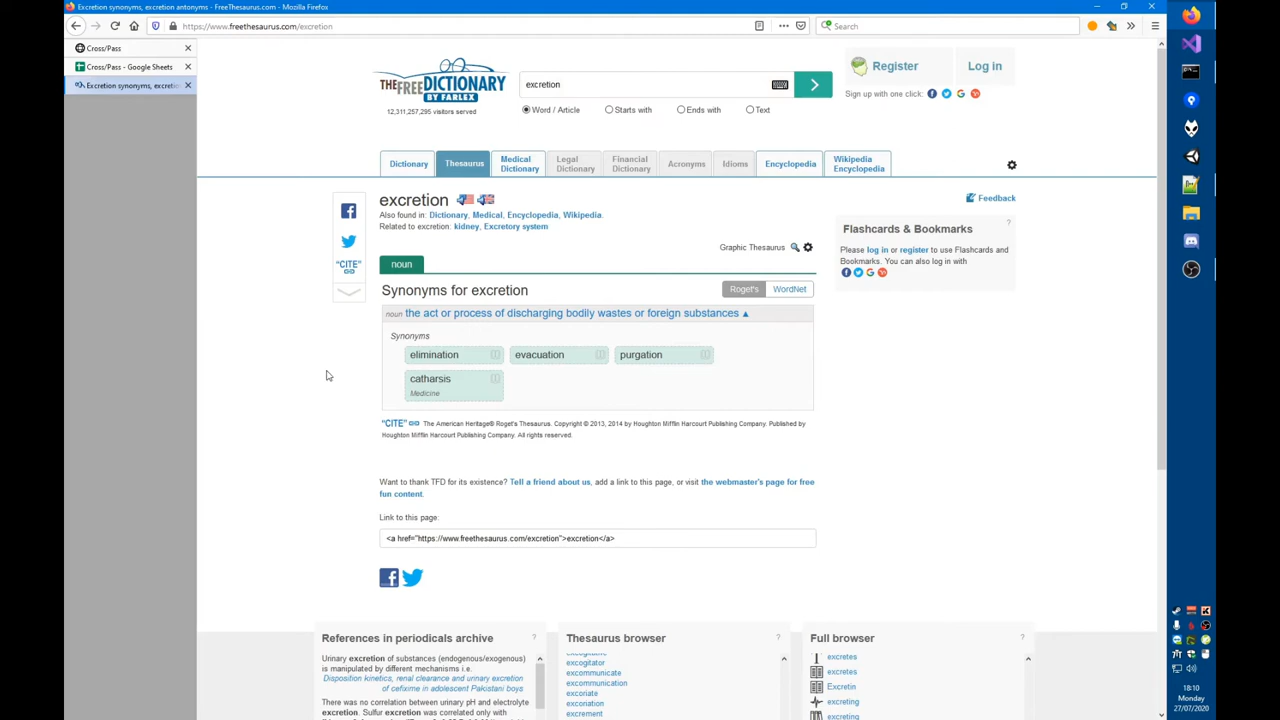 Excretion synonyms, excretion antonyms - FreeThesaurus.com - Mozilla Firefox
https://www.freethesaurus.com/excretion
Search
Cross/Pass
Cross/Pass - Google Sheets
Excretion synonyms, excreti
THE FREE DICTIONARY
BY FARLEX
12,311,257,295 visitors served
excretion
Word / Article
Starts with
Ends with
Text
Register
Log in
Sign up with one click:
Dictionary
Thesaurus
Medical Dictionary
Legal Dictionary
Financial Dictionary
Acronyms
Idioms
Encyclopedia
Wikipedia Encyclopedia
"CITE"
excretion
Also found in: Dictionary, Medical, Encyclopedia, Wikipedia.
Related to excretion: kidney, Excretory system
Feedback
Graphic Thesaurus
noun
Synonyms for excretion
Roget's
WordNet
noun the act or process of discharging bodily wastes or foreign substances
Synonyms
elimination
evacuation
purgation
catharsis
Medicine
"CITE" The American Heritage® Roget's Thesaurus. Copyright © 2013, 2014 by Houghton Mifflin Harcourt Publishing Company. Published by
Houghton Mifflin Harcourt Publishing Company. All rights reserved.
Flashcards & Bookmarks
?
Please log in or register to use Flashcards and
Bookmarks. You can also log in with
Want to thank TFD for its existence? Tell a friend about us, add a link to this page, or visit the webmaster's page for free
fun content.
Link to this page:
<a href="https://www.freethesaurus.com/excretion">excretion</a>
References in periodicals archive
?
Urinary excretion of substances (endogenous/exogenous)
is manipulated by different mechanisms i.e.
Disposition kinetics, renal clearance and urinary excretion
of cefixime in adolescent Pakistani boys
There was no correlation between urinary pH and electrolyte
excretion. Sulfur excretion was correlated only with
Thesaurus browser
?
excogitator
excommunicate
excommunication
excoriate
excoriation
excrement
Full browser
?
excretes
excretes
Excretin
excreting
excreting
18:10
Monday
27/07/2020